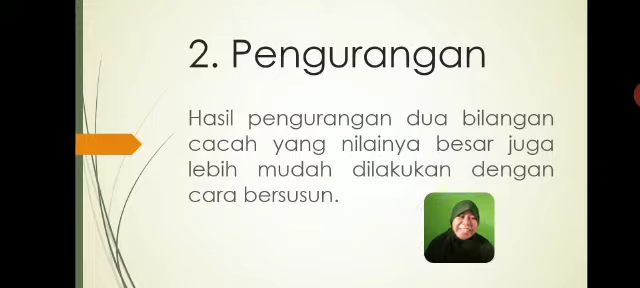 2. Pengurangan
Hasil pengurangan dua bilangan
cacah yang nilainya besar juga
lebih mudah dilakukan dengan
cara bersusun.